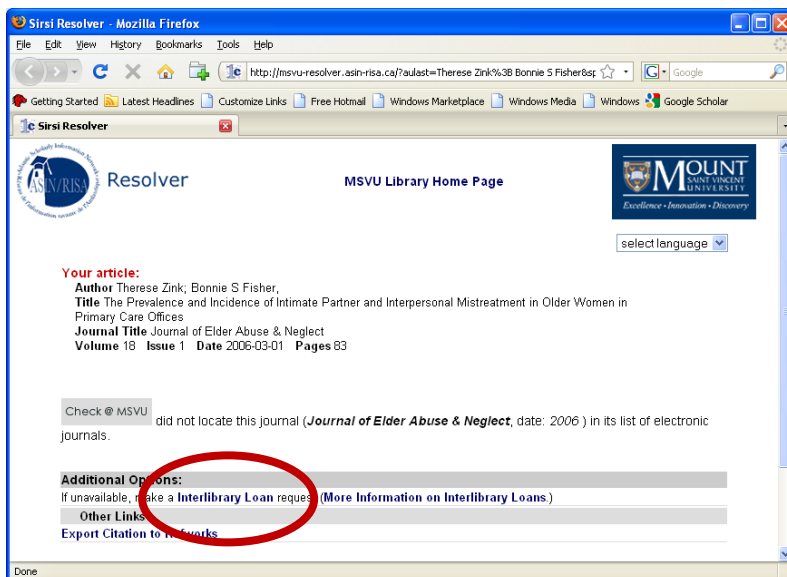 Sirsi Resolver - Mozilla Firefox
File Edit View History Bookmarks Tools Help
http://msvu-resolver.asin-risa.ca/?aulast=Therese Zink%3B Bonnie S Fisher&s Google
Getting Started Latest Headlines Customize Links Free Hotmail Windows Marketplace Windows Media Windows Google Scholar
Sirsi Resolver
ASIN/RISA Resolver MSVU Library Home Page MOUNT
SAINT VINCENT
UNIVERSITY
Excellence • Innovation • Discovery
select language
Your article:
Author Therese Zink; Bonnie S Fisher,
Title The Prevalence and Incidence of Intimate Partner and Interpersonal Mistreatment in Older Women in
Primary Care Offices
Journal Title Journal of Elder Abuse & Neglect
Volume 18 Issue 1 Date 2006-03-01 Pages 83
Check @ MSVU did not locate this journal (Journal of Elder Abuse & Neglect, date: 2006 ) in its list of electronic
journals.
Additional Options:
If unavailable, make a Interlibrary Loan request (More Information on Interlibrary Loans.)
Other Links
Export Citation to Refworks
Done